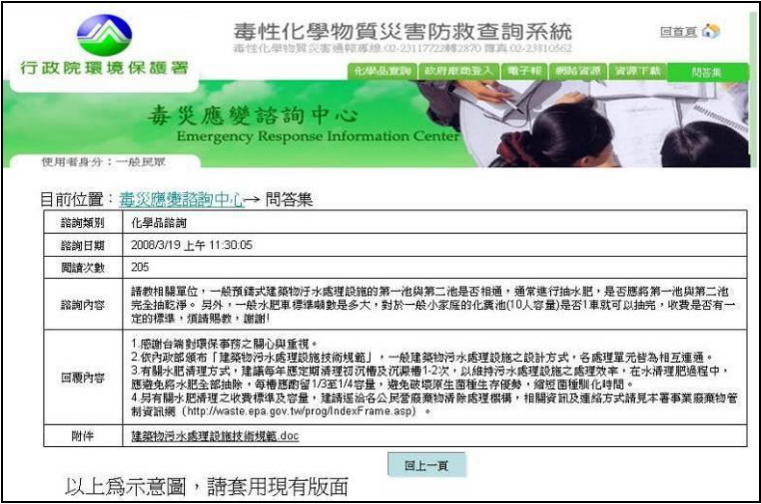 毒性化學物質災害防救查詢系統
毒性化學物質災害通報專線:02-23117722轉2870 傳真:02-23810562
回首頁
行政院環境保護署
化學品查詢 政府廠商登入 電子報 網路資源 資源下載 問答集
毒災應變諮詢中心
Emergency Response Information Center
使用者身分：一般民眾
目前位置：毒災應變諮詢中心→ 問答集
諮詢類別 化學品諮詢
諮詢日期 2008/3/19 上午 11:30:05
閱讀次數 205
諮詢內容 請教相關單位，一般預鑄式建築物汙水處理設施的第一池與第二池是否相通，通常進行抽水肥，是否應將第一池與第二池
完全抽乾淨。 另外，一般水肥車標準噸數是多大，對於一般小家庭的化糞池(10人容量)是否1車就可以抽完，收費是否有一
定的標準，煩請賜教，謝謝!
回覆內容 1.感謝台端對環保事務之關心與重視。
2.依內政部頒布「建築物污水處理設施技術規範」，一般建築物污水處理設施之設計方式，各處理單元皆為相互連通。
3.有關水肥清理方式，建議每年應定期清理初沉槽及沉澱槽1-2次，以維持污水處理設施之處理效率，在水清理肥過程中，
應避免將水肥全部抽除，每槽應酌留1/3至1/4容量，避免破壞原生菌種生存優勢，縮短菌種馴化時間。
4.另有關水肥清理之收費標準及容量，建請逕洽各公民營廢棄物清除處理機構，相關資訊及連絡方式請見本署事業廢棄物管
制資訊網（http://waste.epa.gov.tw/prog/IndexFrame.asp）。
附件 建築物污水處理設施技術規範.doc
回上一頁
以上為示意圖，請套用現有版面